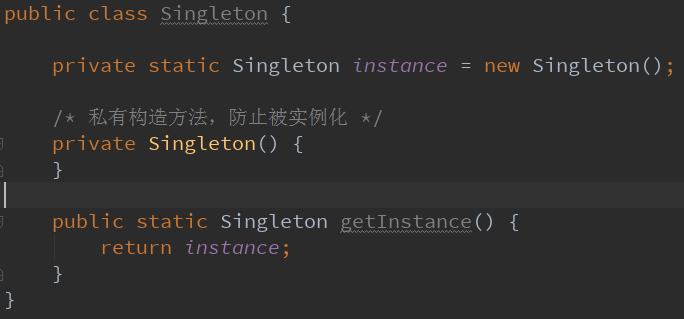 public class Singleton {
private static Singleton instance = new Singleton();
/* 私有构造方法，防止被实例化 */
private Singleton() {
}
public static Singleton getInstance() {
return instance;
}
}